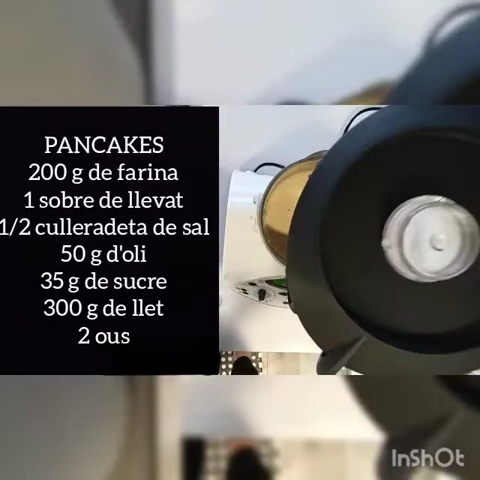 PANCAKES
200 g de farina
1 sobre de llevat
1/2 culleradeta de sal
50 g d'oli
35 g de sucre
300 g de llet
2 ous
InShOt